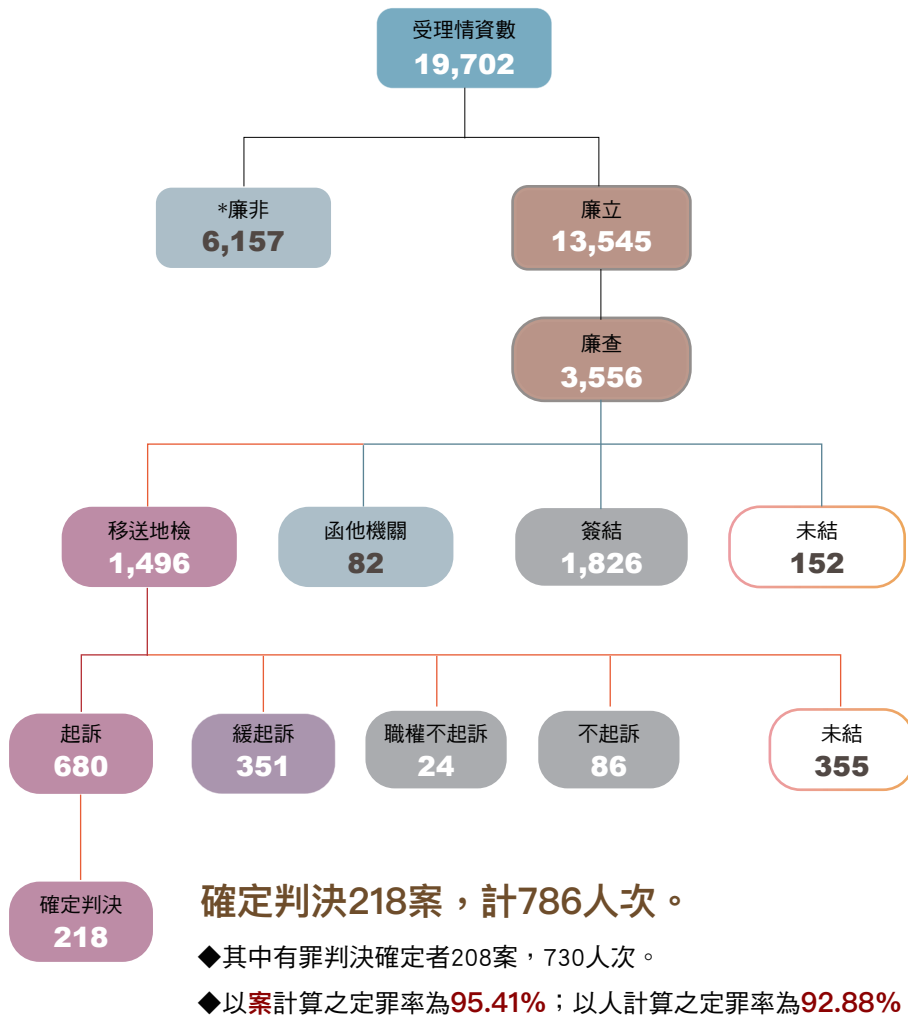 受理情資數
19,702
*廉非
6,157
廉立
13,545
廉查
3,556
移送地檢
1,496
函他機關
82
簽結
1,826
未結
152
起訴
680
緩起訴
351
職權不起訴
24
不起訴
86
未結
355
確定判決
218
確定判決218案，計786人次。
◆其中有罪判決確定者208案，730人次。
◆以案計算之定罪率為95.41%；以人計算之定罪率為92.88%